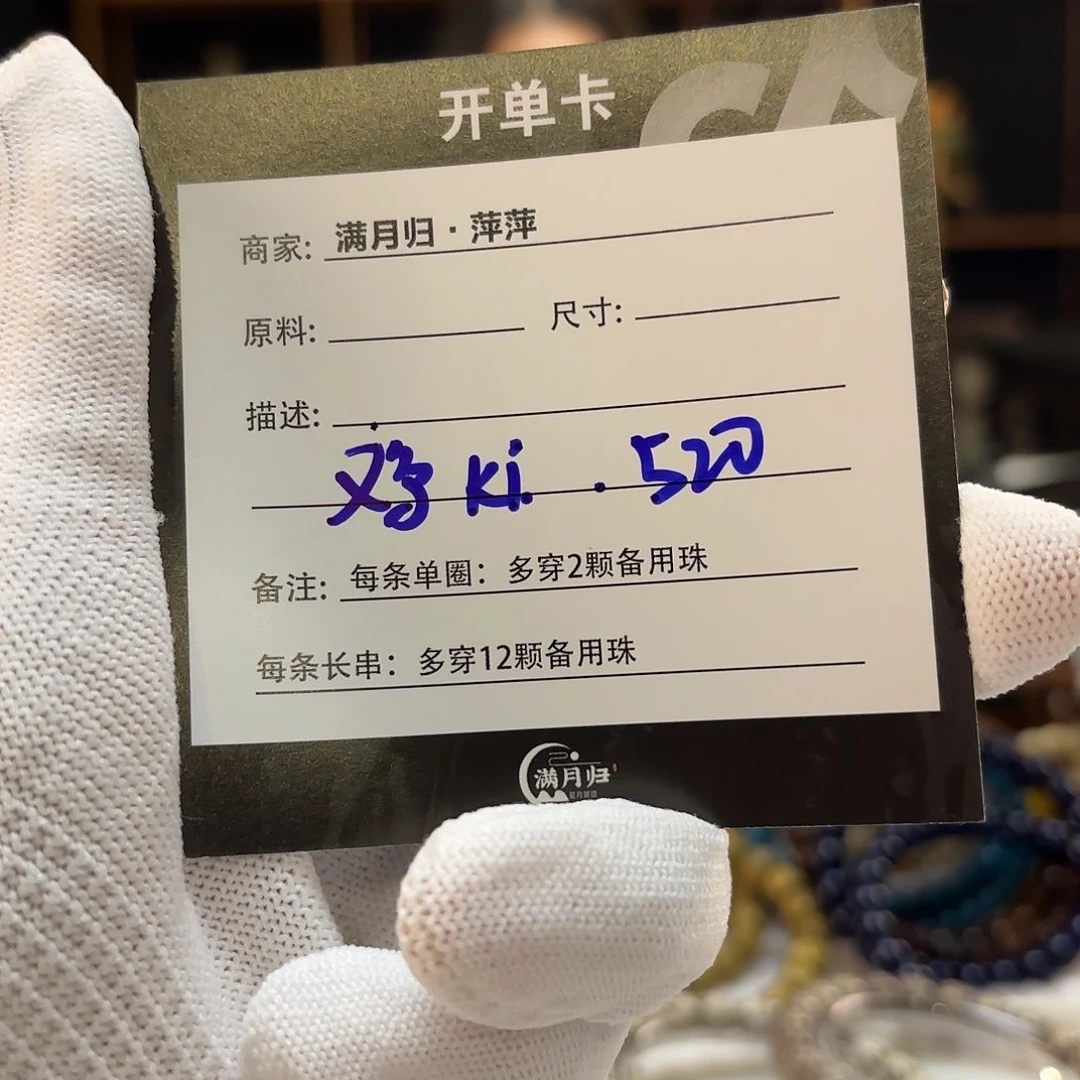 开单卡
商家: 满月归·萍萍
原料: 尺寸:
描述:
鸡 Ki . 520
备注: 每条单圈：多穿2颗备用珠
每条长串：多穿12颗备用珠
满月归